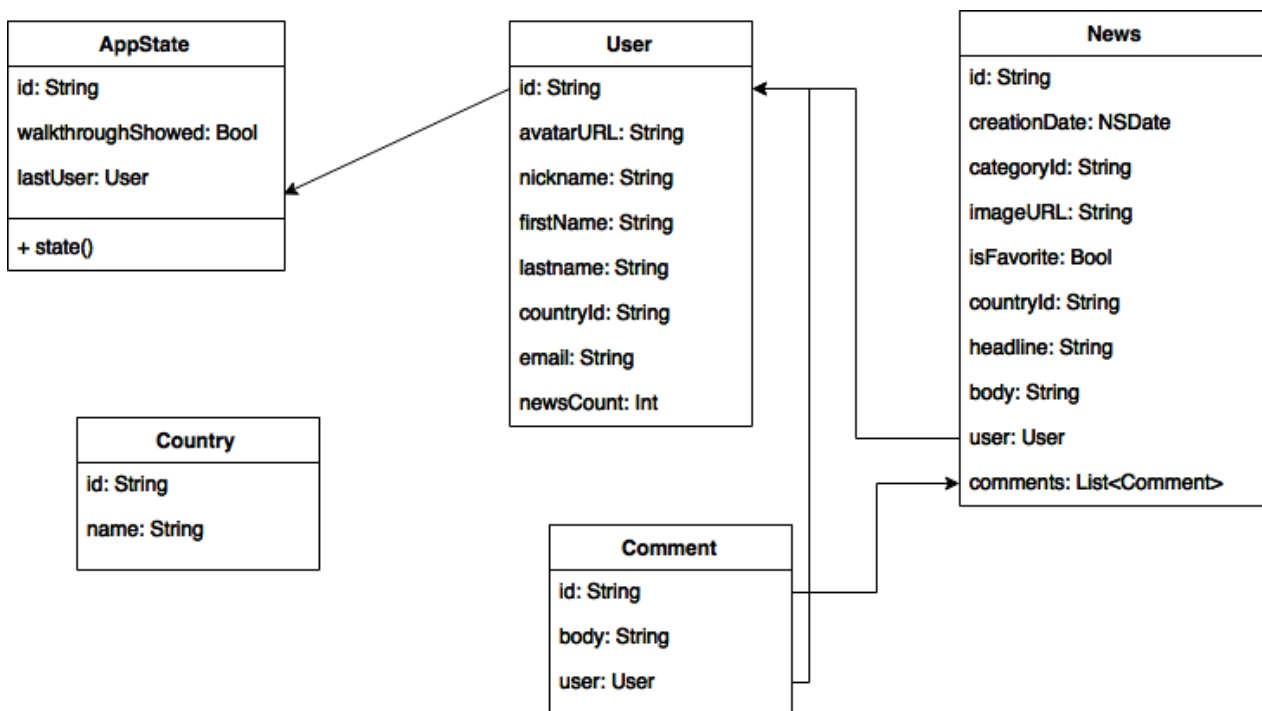 AppState
id: String
walkthroughShowed: Bool
lastUser: User
+ state()
User
id: String
avatarURL: String
nickname: String
firstName: String
lastname: String
countryId: String
email: String
newsCount: Int
News
id: String
creationDate: NSDate
categoryId: String
imageURL: String
isFavorite: Bool
countryId: String
headline: String
body: String
user: User
comments: List<Comment>
Country
id: String
name: String
Comment
id: String
body: String
user: User